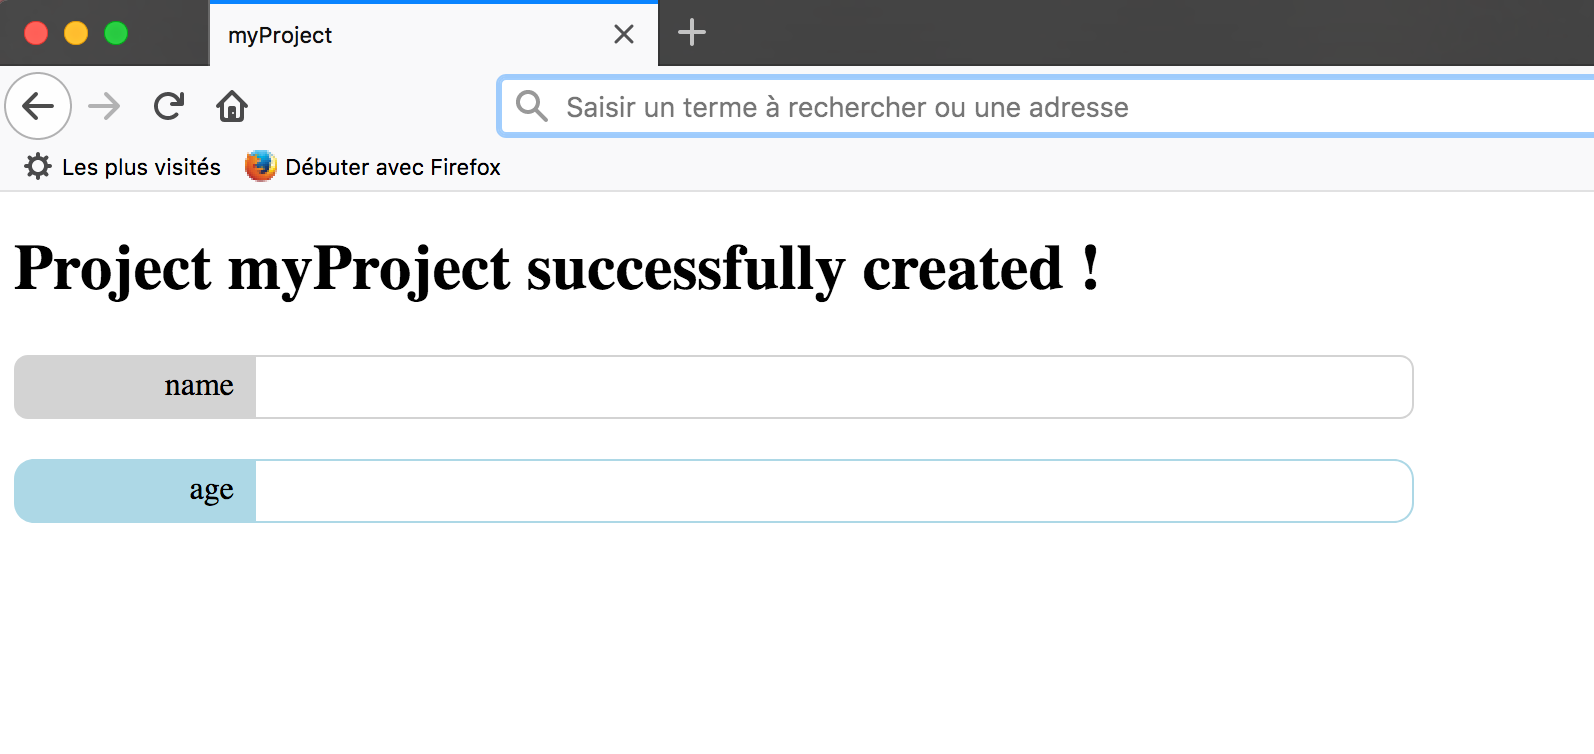 myProject
Saisir un terme à rechercher ou une adresse
Les plus visités Débuter avec Firefox
Project myProject successfully created !
name
age